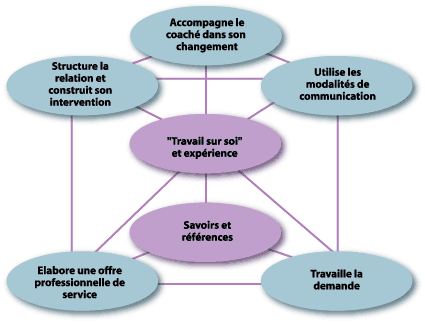 Accompagne le
coaché dans son
changement
Structure la
relation et
construit son
intervention
Utilise les
modalités de
communication
"Travail sur soi"
et expérience
Savoirs et
références
Elabore une offre
professionnelle de
service
Travaille la
demande